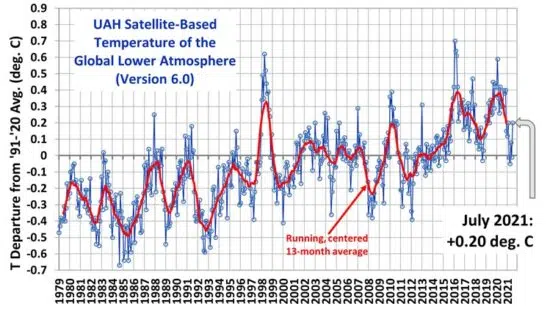 0.9
0.8
0.7
0.6
0.5
0.4
0.3
0.2
0.1
0
-0.1
-0.2
-0.3
-0.4
-0.5
-0.6
-0.7
T Departure from '91-'20 Avg. (deg. C)
UAH Satellite-Based
Temperature of the
Global Lower Atmosphere
(Version 6.0)
Running, centered
13-month average
July 2021:
+0.20 deg. C
1979 1980 1981 1982 1983 1984 1985 1986 1987 1988 1989 1990 1991 1992 1993 1994 1995 1996 1997 1998 1999 2000 2001 2002 2003 2004 2005 2006 2007 2008 2009 2010 2011 2012 2013 2014 2015 2016 2017 2018 2019 2020 2021